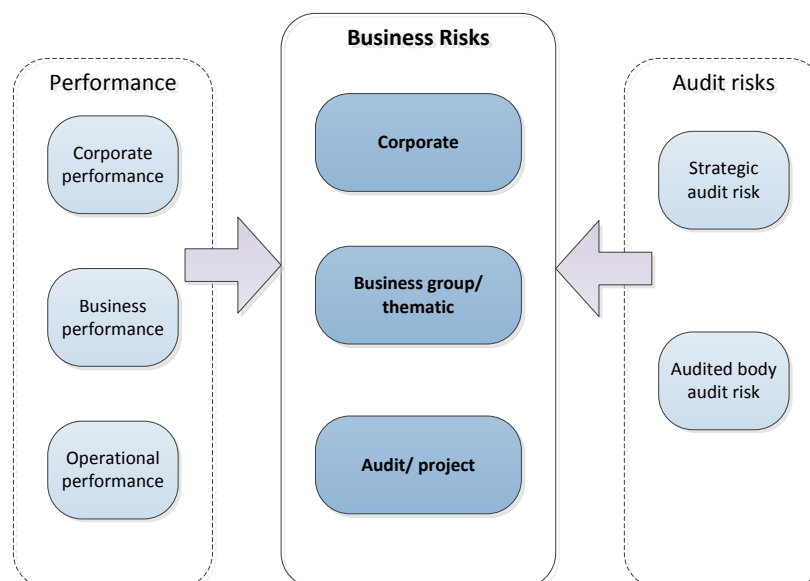 Performance
Corporate
performance
Business
performance
Operational
performance
Business Risks
Corporate
Business group/
thematic
Audit/ project
Audit risks
Strategic
audit risk
Audited body
audit risk